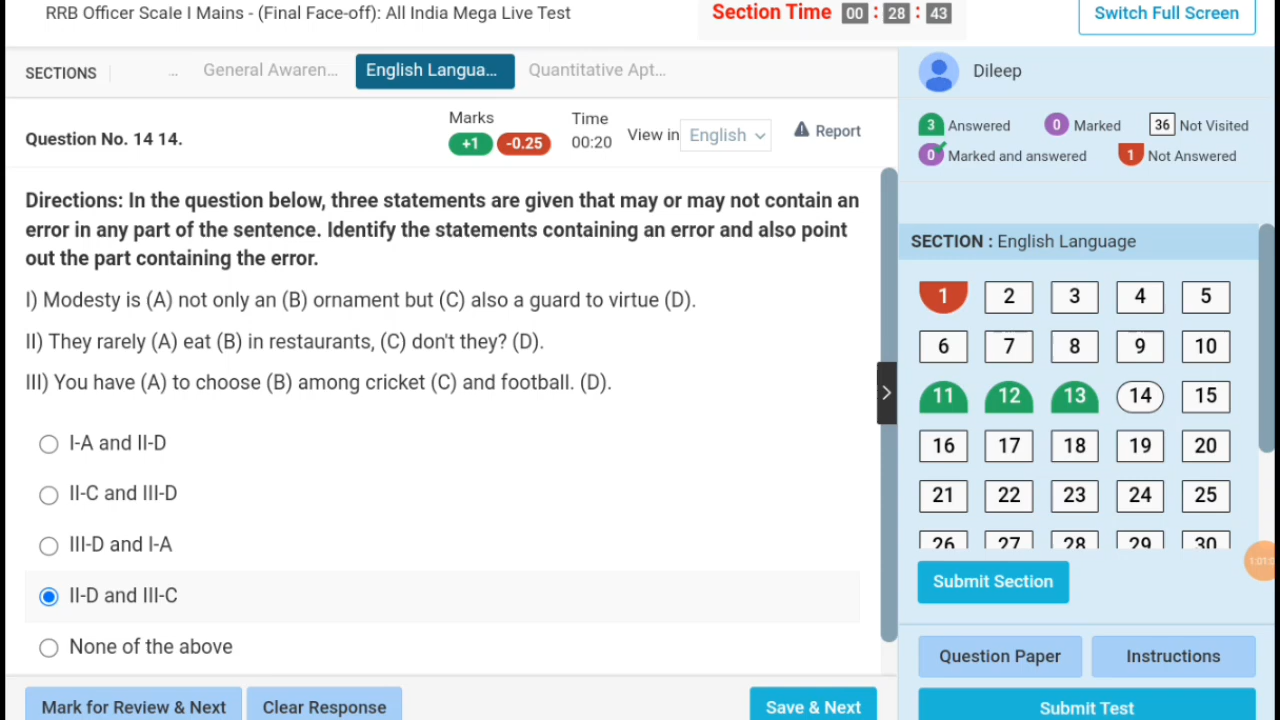 RRB Officer Scale I Mains - (Final Face-off): All India Mega Live Test
Section Time 00 : 28 : 43
Switch Full Screen
SECTIONS
...
General Awaren...
English Langua...
Quantitative Apt...
Dileep
Question No. 14 14.
Marks
+1 -0.25
Time
00:20
View in English
Report
3 Answered
0 Marked
36 Not Visited
0 Marked and answered
1 Not Answered
Directions: In the question below, three statements are given that may or may not contain an
error in any part of the sentence. Identify the statements containing an error and also point
out the part containing the error.
I) Modesty is (A) not only an (B) ornament but (C) also a guard to virtue (D).
II) They rarely (A) eat (B) in restaurants, (C) don't they? (D).
III) You have (A) to choose (B) among cricket (C) and football. (D).
I-A and II-D
II-C and III-D
III-D and I-A
II-D and III-C
None of the above
Mark for Review & Next
Clear Response
Save & Next
SECTION : English Language
1 2 3 4 5
6 7 8 9 10
11 12 13 14 15
16 17 18 19 20
21 22 23 24 25
26 27 28 29 30
Submit Section
Question Paper
Instructions
Submit Test